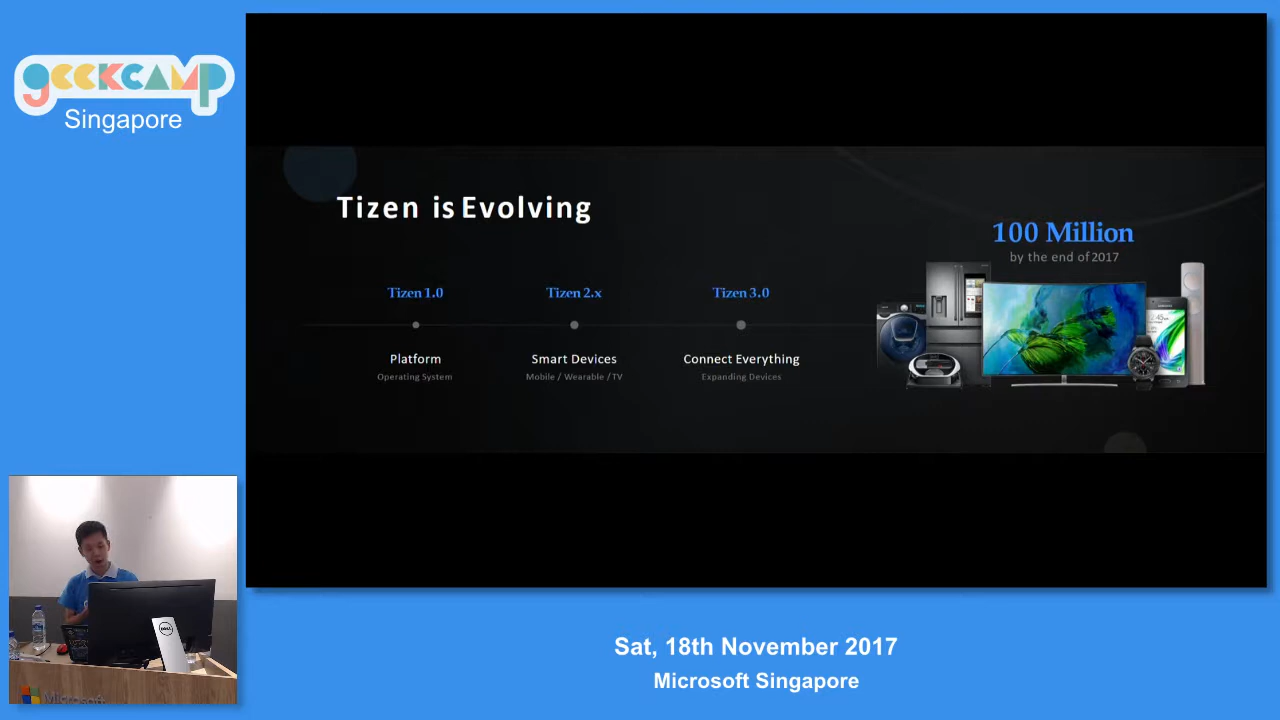 geekcamp
Singapore
Tizen is Evolving
100 Million
by the end of 2017
Tizen 1.0
Tizen 2.x
Tizen 3.0
Platform
Smart Devices
Connect Everything
Operating System
Mobile / Wearable / TV
Expanding Devices
DELL
Microsoft
Sat, 18th November 2017
Microsoft Singapore